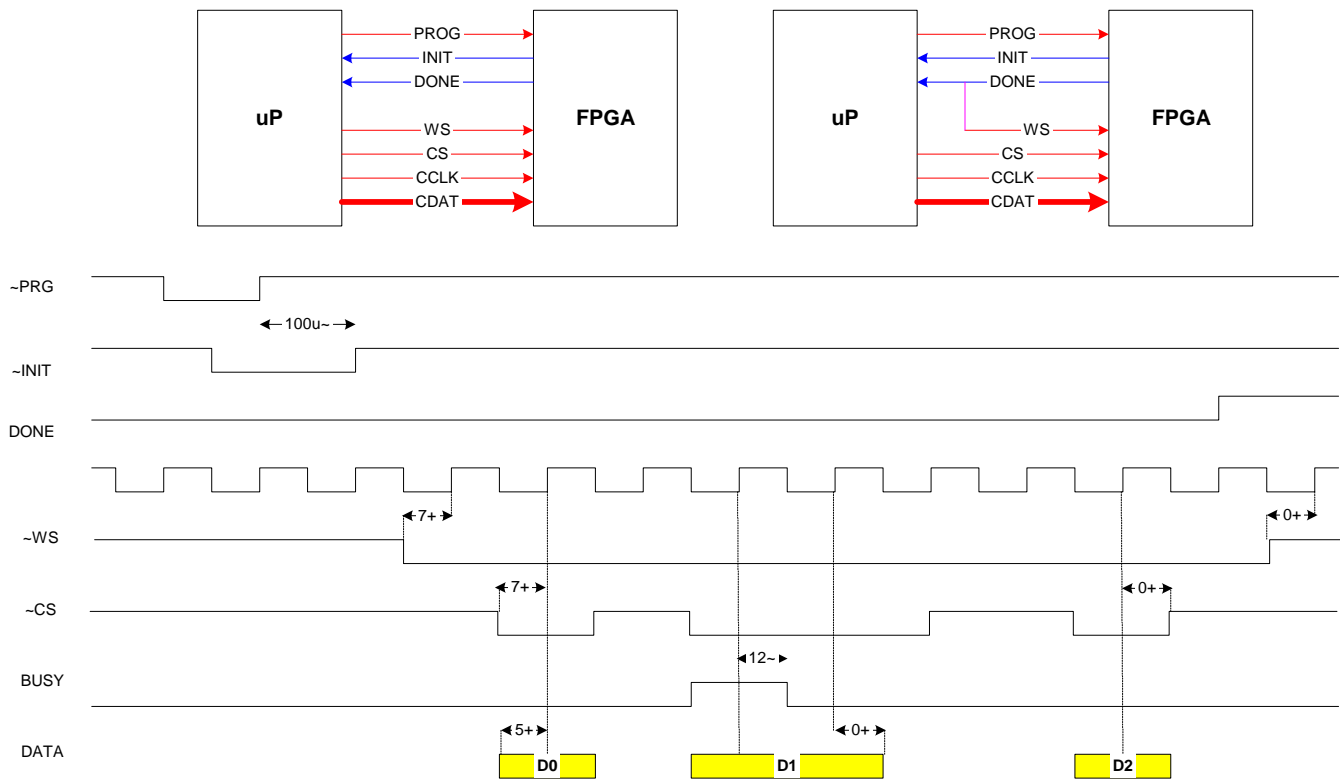 PROG PROG
INIT INIT
DONE DONE
uP FPGA uP FPGA
WS WS
CS CS
CCLK CCLK
CDAT CDAT
~PRG
100u~
~INIT
DONE
7+ 0+
~WS
7+ 0+
~CS
12~
BUSY
5+ 0+
DATA
D0 D1 D2